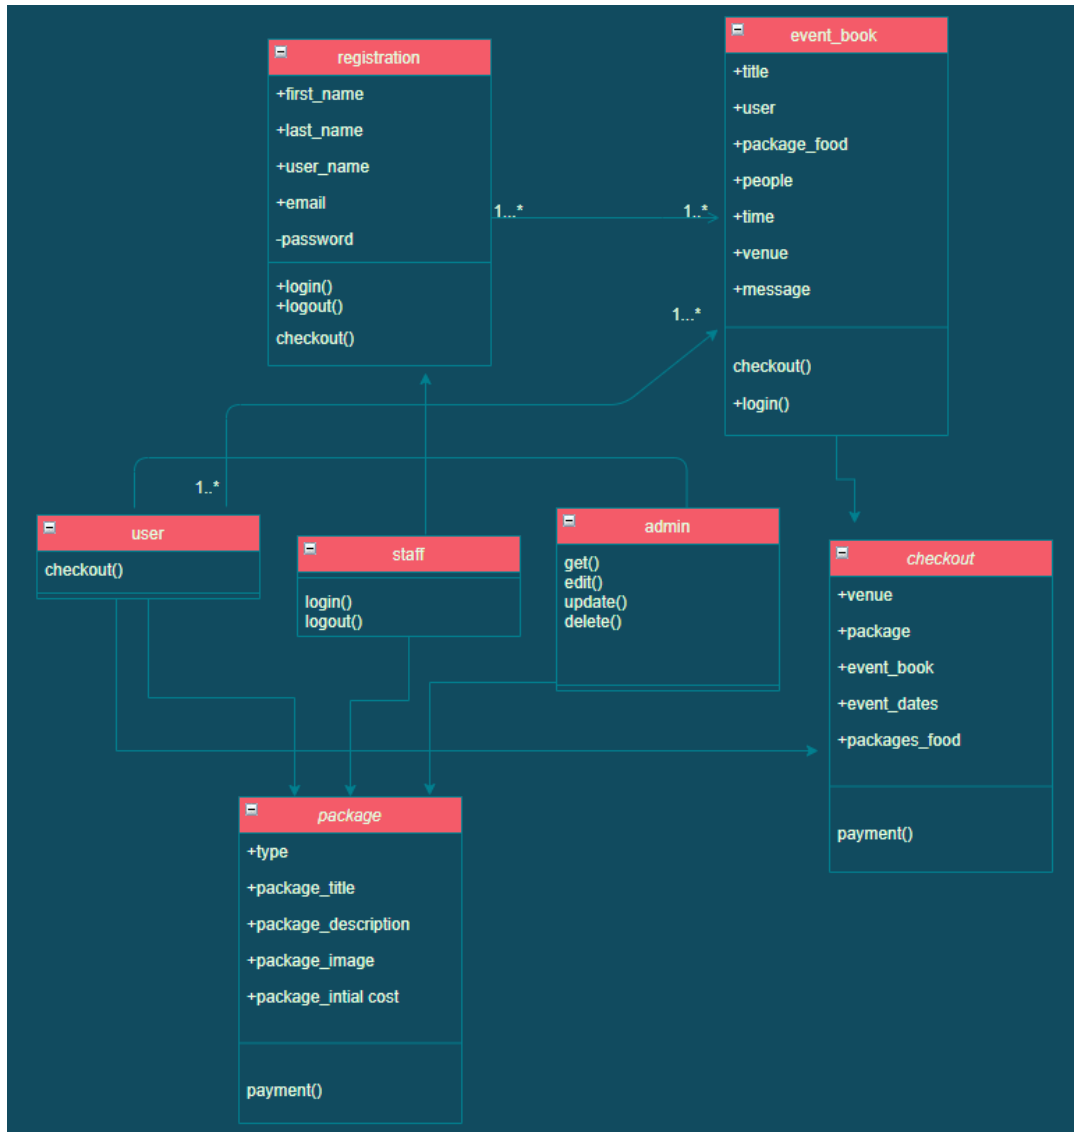 registration
+first_name
+last_name
+user_name
+email
-password
+login()
+logout()
checkout()
1...*
1..*
event_book
+title
+user
+package_food
+people
+time
+venue
+message
checkout()
+login()
1...*
1..*
user
checkout()
staff
login()
logout()
admin
get()
edit()
update()
delete()
checkout
+venue
+package
+event_book
+event_dates
+packages_food
payment()
package
+type
+package_title
+package_description
+package_image
+package_intial cost
payment()